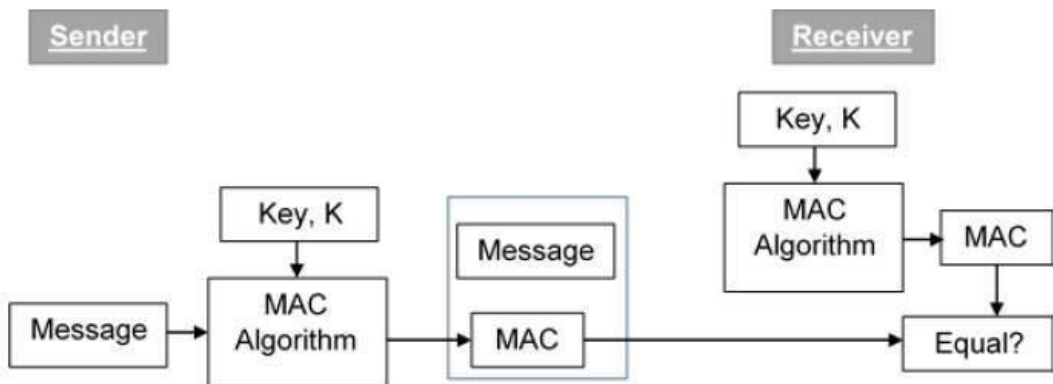 Sender
Receiver
Key, K
Key, K
MAC
Algorithm
MAC
Message
Message
MAC
Algorithm
MAC
Equal?